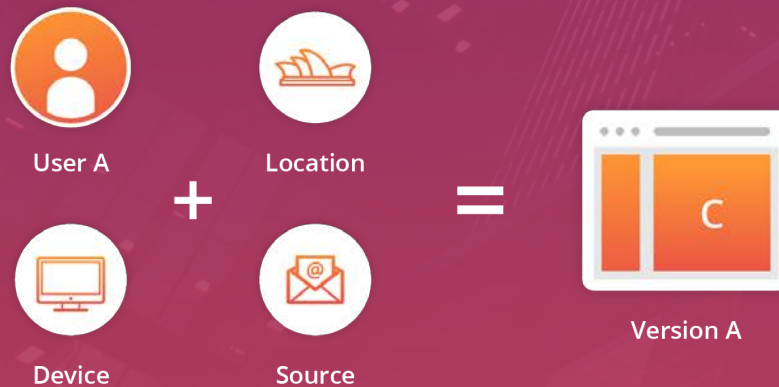 User A
Location
+
=
@
C
Version A
Device
Source